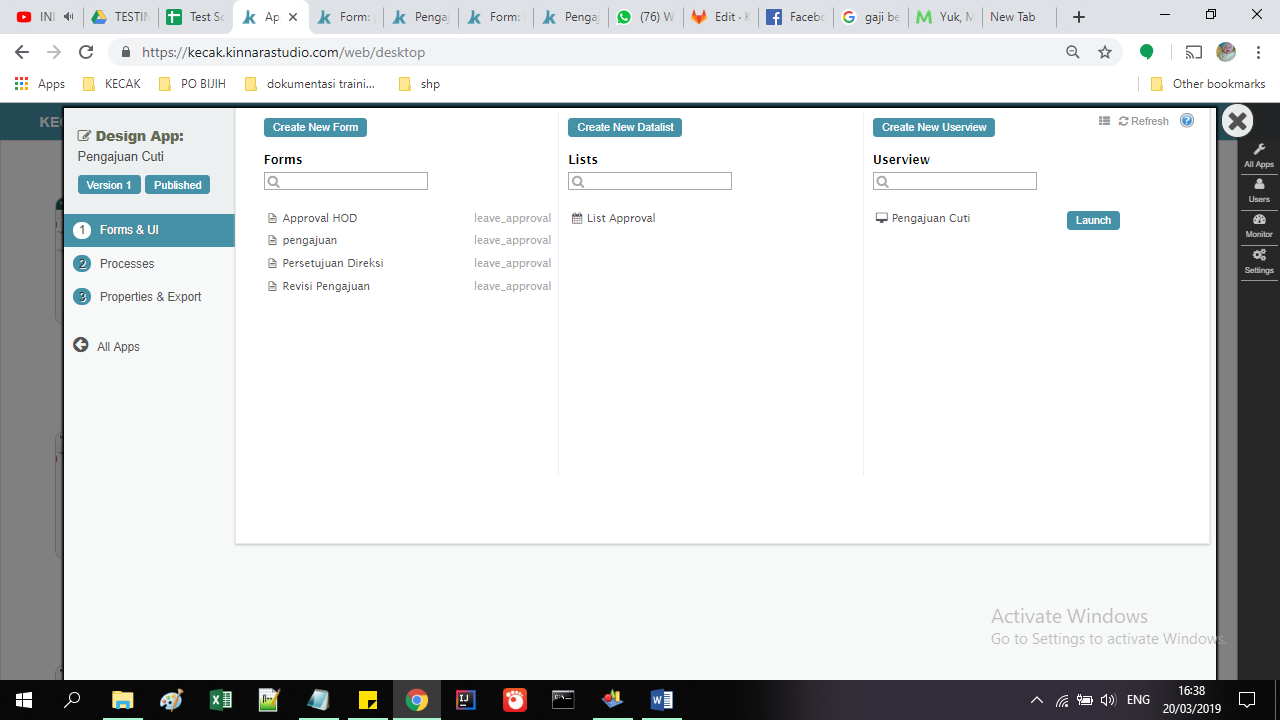 INI
TESTIN
Test Sc
Ap
Form:
Pengaj
Form:
Pengaj
(76) W
Edit · K
Facebo
gaji be
Yuk, M
New Tab
https://kecak.kinnarastudio.com/web/desktop
Apps
KECAK
PO BIJIH
dokumentasi traini...
shp
Other bookmarks
KEC
Design App:
Pengajuan Cuti
Version 1
Published
1 Forms & UI
2 Processes
3 Properties & Export
All Apps
Create New Form
Forms
Approval HOD leave_approval
pengajuan leave_approval
Persetujuan Direksi leave_approval
Revisi Pengajuan leave_approval
Create New Datalist
Lists
List Approval
Create New Userview
Userview
Pengajuan Cuti
Launch
Refresh
All Apps
Users
Monitor
Settings
Activate Windows
Go to Settings to activate Windows.
ENG
16:38
20/03/2019